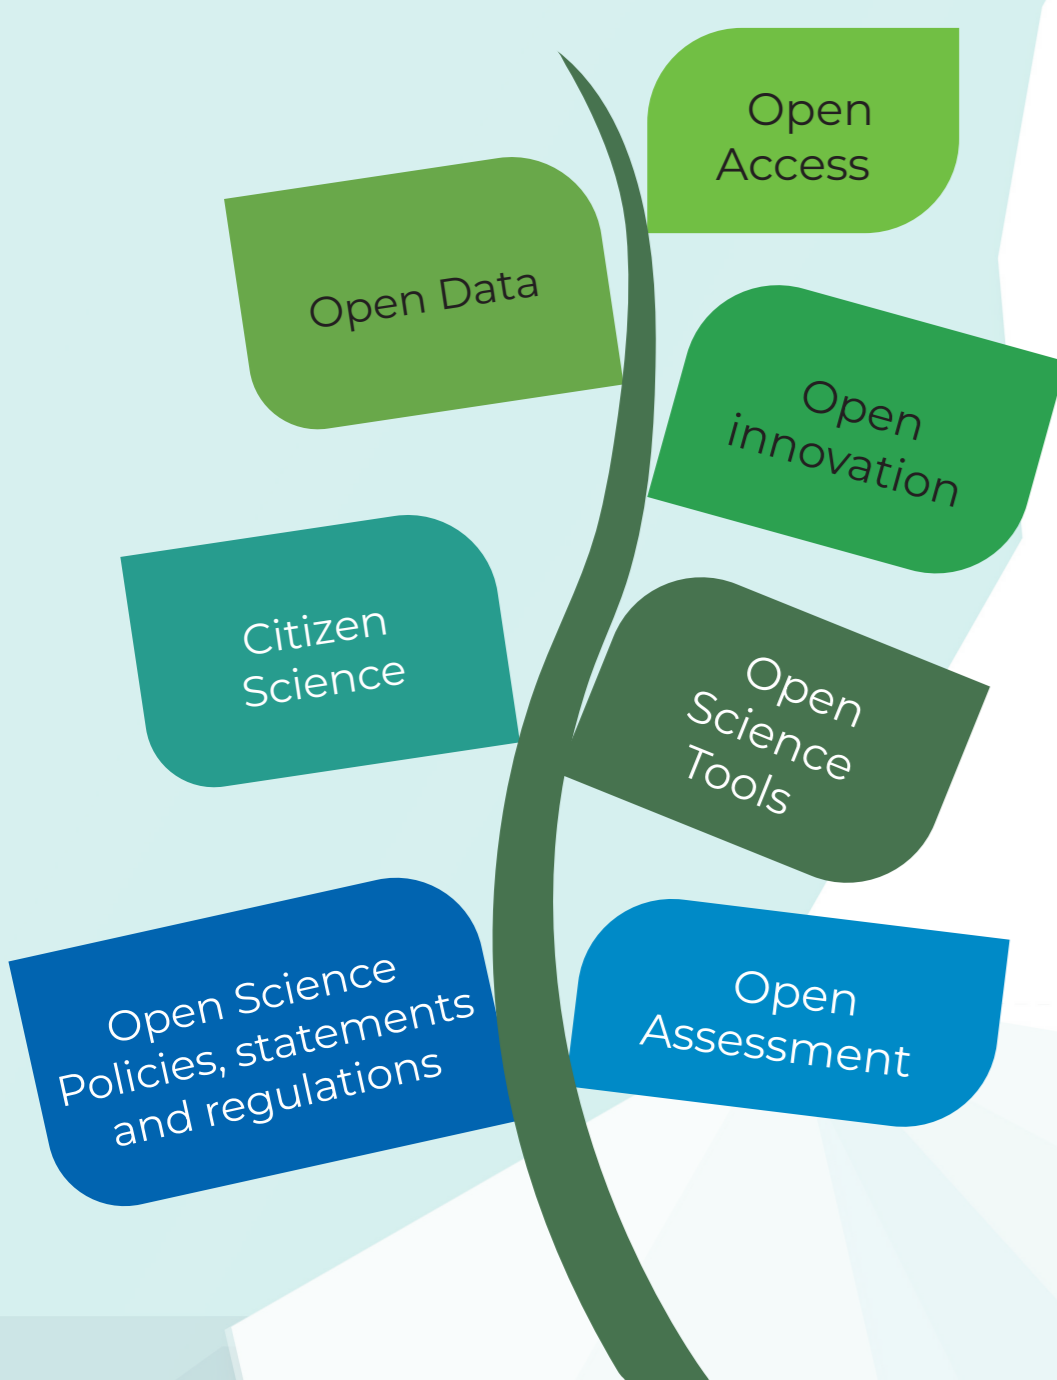 Open
Access
Open Data
Open
innovation
Citizen
Science
Open
Science
Tools
Open Science
Policies, statements
and regulations
Open
Assessment